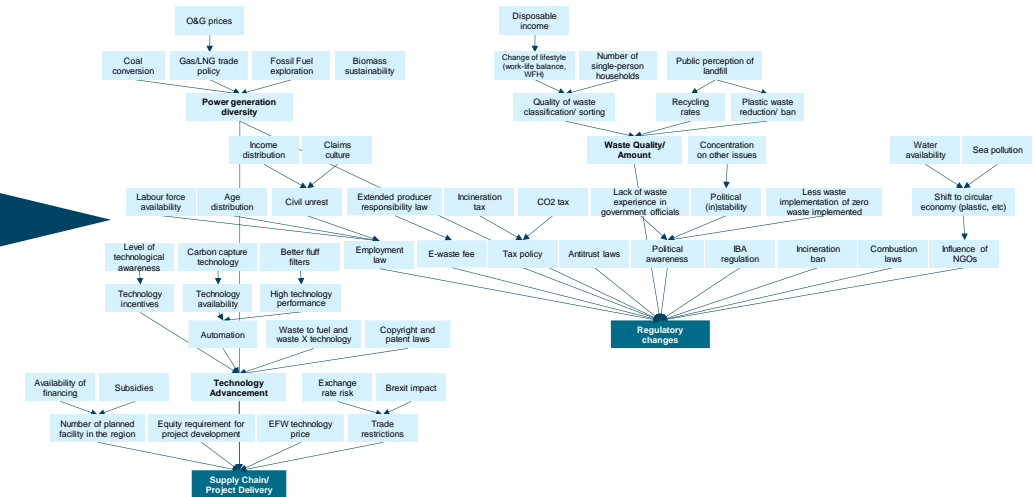 O&G prices
Disposable
income
Coal
conversion
Gas/LNG trade
policy
Fossil Fuel
exploration
Biomass
sustainability
Change of lifestyle
(work-life balance,
WFH)
Number of
single-person
households
Public perception of
landfill
Power generation
diversity
Quality of waste
classification/ sorting
Recycling
rates
Plastic waste
reduction/ ban
Income
distribution
Claims
culture
Waste Quality/
Amount
Concentration
on other issues
Water
availability
Sea pollution
Labour force
availability
Age
distribution
Civil unrest
Extended producer
responsibility law
Incineration
tax
CO2 tax
Lack of waste
experience in
government officials
Political
(in)stability
Less waste
implementation of zero
waste implemented
Shift to circular
economy (plastic, etc)
Level of
technological
awareness
Carbon capture
technology
Better fluff
filters
Employment
law
E-waste fee
Tax policy
Antitrust laws
Political
awareness
IBA
regulation
Incineration
ban
Combustion
laws
Influence of
NGOs
Technology
incentives
Technology
availability
High technology
performance
Automation
Waste to fuel and
waste X technology
Copyright and
patent laws
Regulatory
changes
Availability of
financing
Subsidies
Technology
Advancement
Exchange
rate risk
Brexit impact
Number of planned
facility in the region
Equity requirement for
project development
EFW technology
price
Trade
restrictions
Supply Chain/
Project Delivery